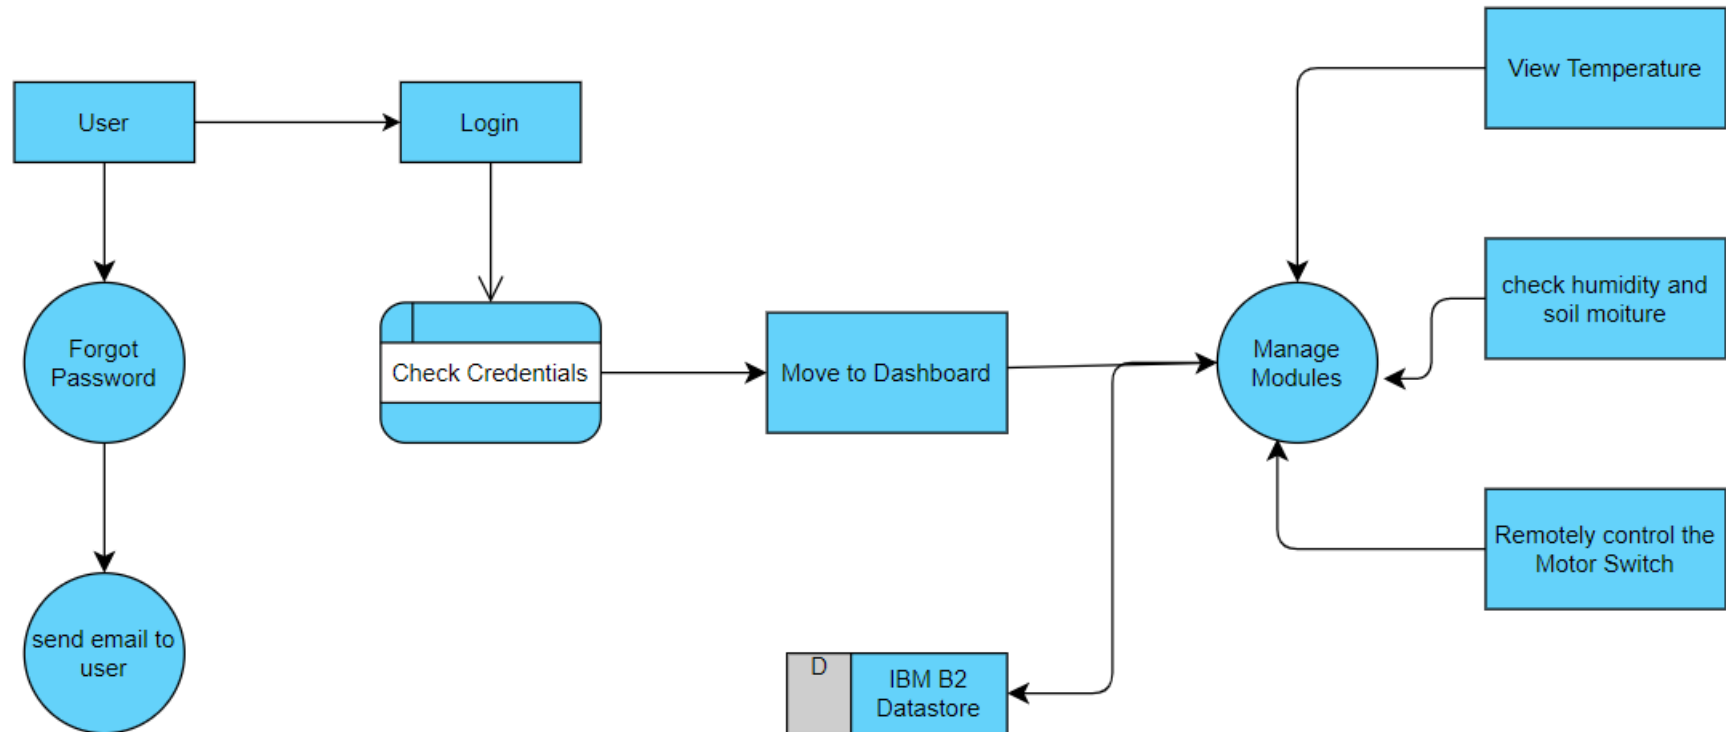 View Temperature
User
Login
check humidity and
soil moiture
Forgot
Password
Check Credentials
Move to Dashboard
Manage
Modules
Remotely control the
Motor Switch
send email to
user
D
IBM B2
Datastore